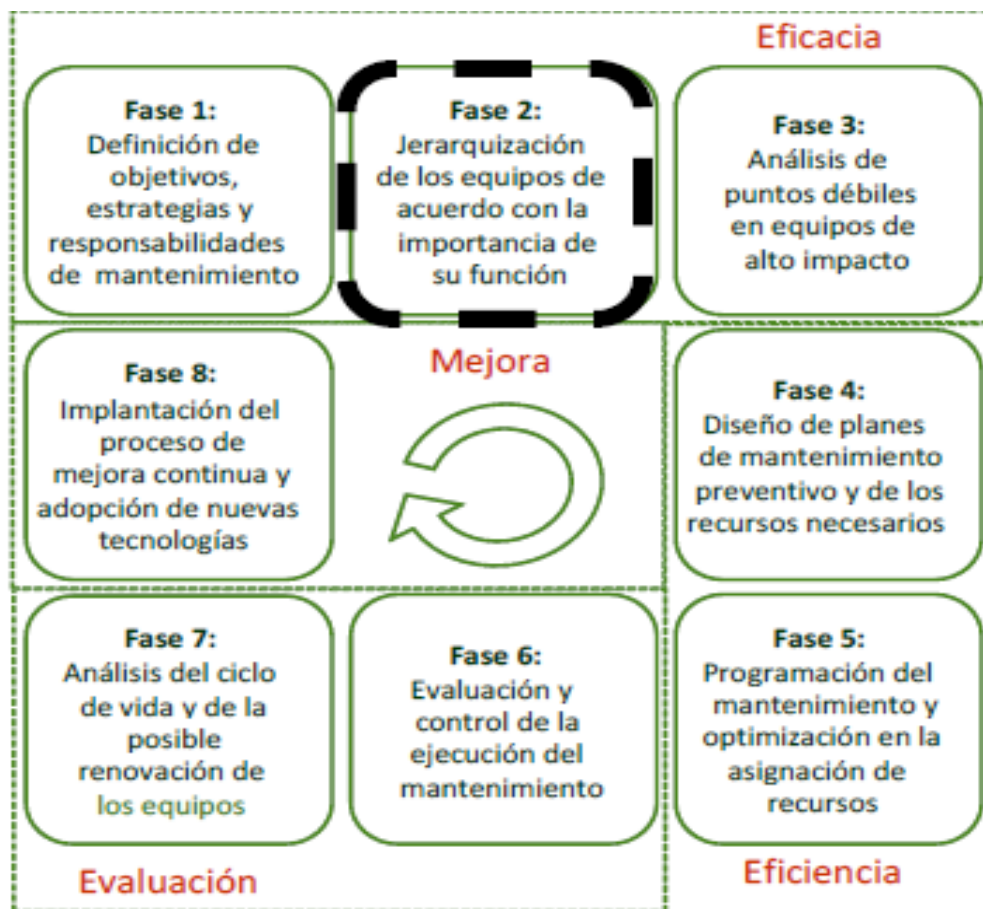 Eficacia
Fase 1:
Definición de
objetivos,
estrategias y
responsabilidades
de mantenimiento
Fase 2:
Jerarquización
de los equipos de
acuerdo con la
importancia de
su función
Fase 3:
Análisis de
puntos débiles
en equipos de
alto impacto
Mejora
Fase 8:
Implantación del
proceso de
mejora continua y
adopción de nuevas
tecnologías
Fase 4:
Diseño de planes
de mantenimiento
preventivo y de los
recursos necesarios
Fase 7:
Análisis del ciclo
de vida y de la
posible
renovación de
los equipos
Fase 6:
Evaluación y
control de la
ejecución del
mantenimiento
Fase 5:
Programación del
mantenimiento y
optimización en la
asignación de
recursos
Evaluación
Eficiencia